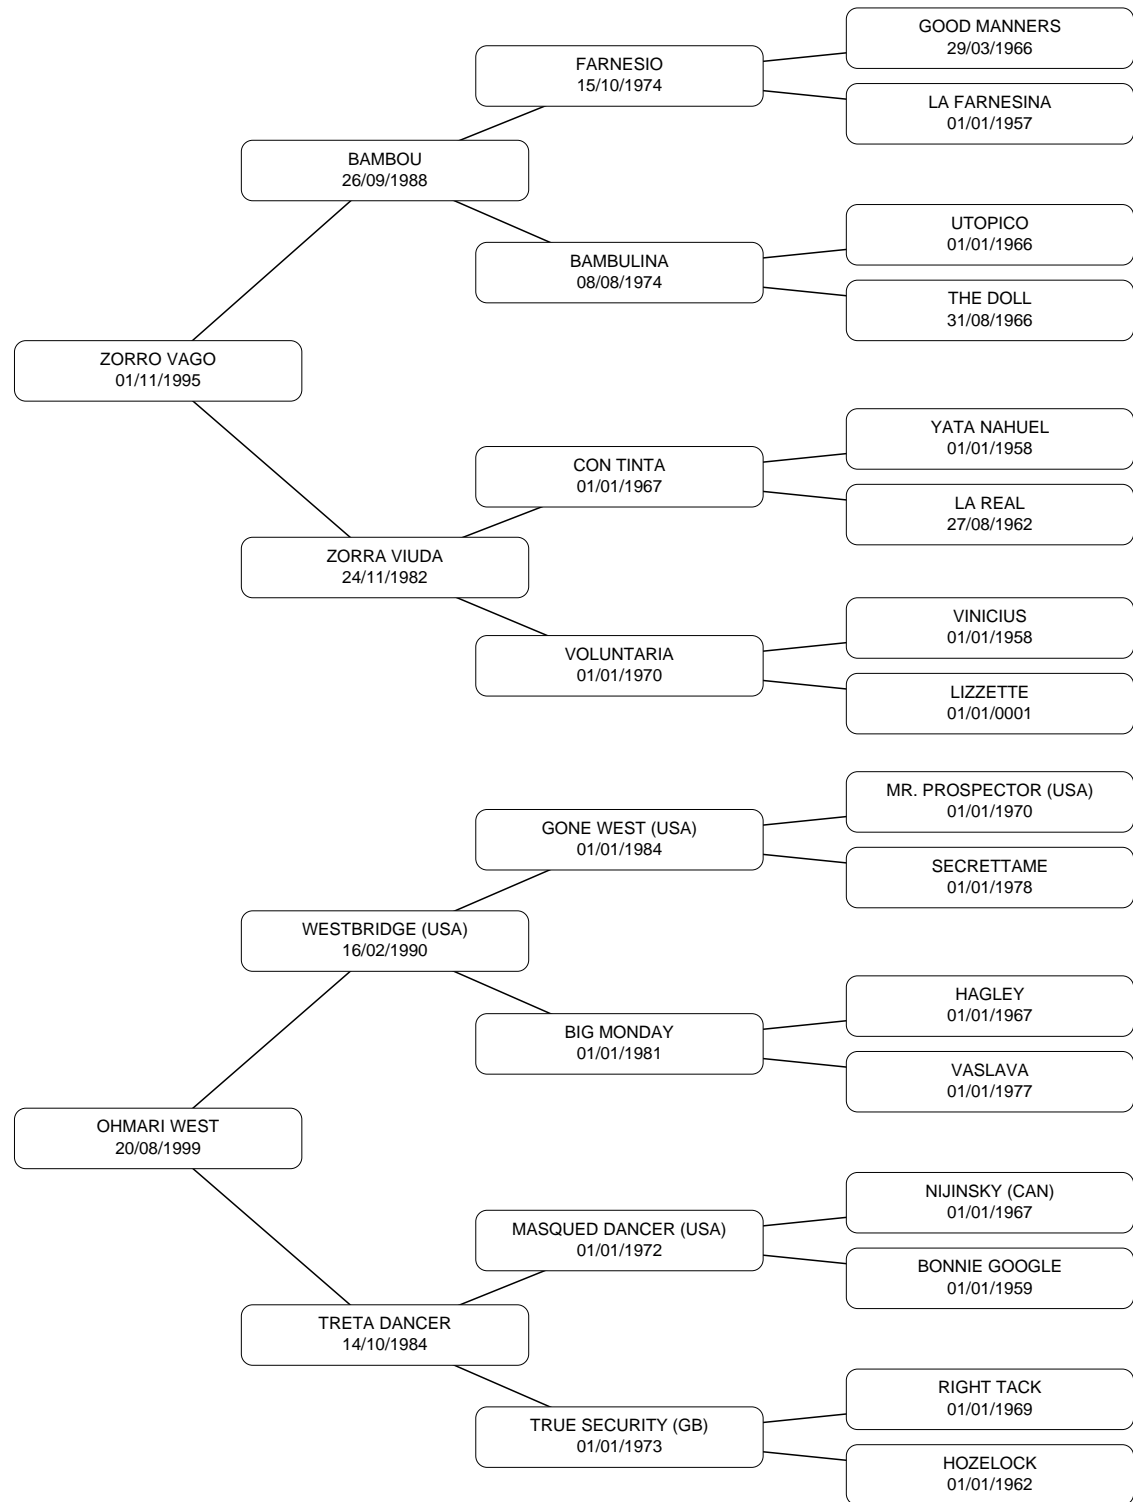 GOOD MANNERS
29/03/1966
FARNESIO
15/10/1974
LA FARNESINA
01/01/1957
BAMBOU
26/09/1988
UTOPICO
01/01/1966
BAMBULINA
08/08/1974
THE DOLL
31/08/1966
ZORRO VAGO
01/11/1995
YATA NAHUEL
01/01/1958
CON TINTA
01/01/1967
LA REAL
27/08/1962
ZORRA VIUDA
24/11/1982
VINICIUS
01/01/1958
VOLUNTARIA
01/01/1970
LIZZETTE
01/01/0001
MR. PROSPECTOR (USA)
01/01/1970
GONE WEST (USA)
01/01/1984
SECRETTAME
01/01/1978
WESTBRIDGE (USA)
16/02/1990
HAGLEY
01/01/1967
BIG MONDAY
01/01/1981
VASLAVA
01/01/1977
OHMARI WEST
20/08/1999
NIJINSKY (CAN)
01/01/1967
MASQUED DANCER (USA)
01/01/1972
BONNIE GOOGLE
01/01/1959
TRETA DANCER
14/10/1984
RIGHT TACK
01/01/1969
TRUE SECURITY (GB)
01/01/1973
HOZELOCK
01/01/1962